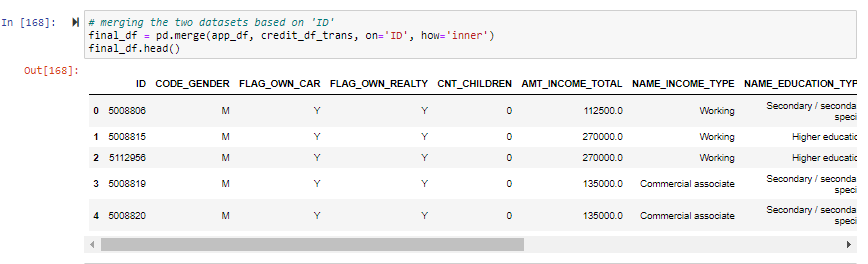 In [168]:
# merging the two datasets based on 'ID'
final_df = pd.merge(app_df, credit_df_trans, on='ID', how='inner')
final_df.head()
Out[168]:
ID CODE_GENDER FLAG_OWN_CAR FLAG_OWN_REALTY CNT_CHILDREN AMT_INCOME_TOTAL NAME_INCOME_TYPE NAME_EDUCATION_TYP
0 5008806 M Y Y 0 112500.0 Working Secondary / seconda
speci
1 5008815 M Y Y 0 270000.0 Working Higher educatic
2 5112956 M Y Y 0 270000.0 Working Higher educatic
3 5008819 M Y Y 0 135000.0 Commercial associate Secondary / seconda
speci
4 5008820 M Y Y 0 135000.0 Commercial associate Secondary / seconda
speci